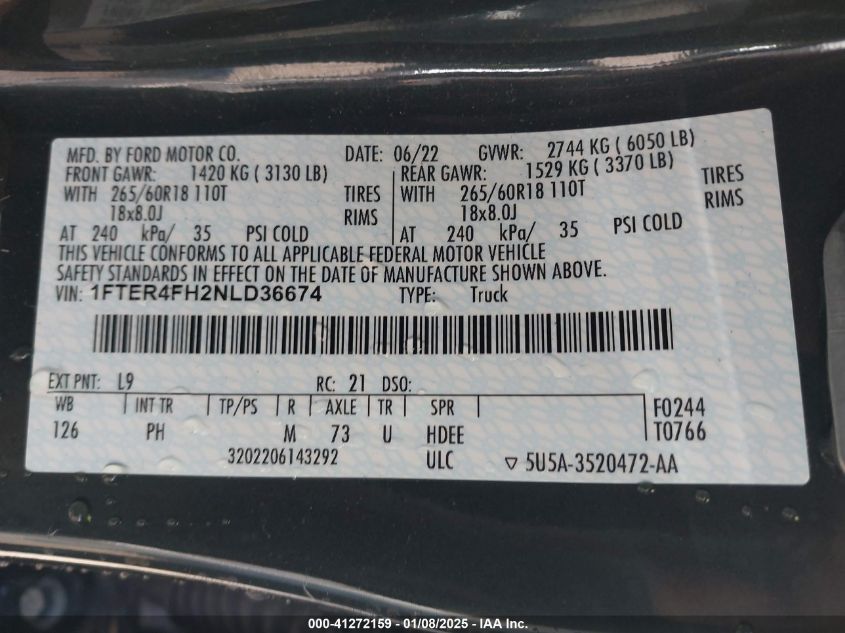 MFD. BY FORD MOTOR CO. DATE: 06/22 GVWR: 2744 KG ( 6050 LB)
FRONT GAWR: 1420 KG ( 3130 LB) REAR GAWR: 1529 KG ( 3370 LB)
WITH 265/60R18 110T TIRES WITH 265/60R18 110T TIRES
18x8.0J RIMS 18x8.0J RIMS
AT 240 kPa/ 35 PSI COLD AT 240 kPa/ 35 PSI COLD
THIS VEHICLE CONFORMS TO ALL APPLICABLE FEDERAL MOTOR VEHICLE
SAFETY STANDARDS IN EFFECT ON THE DATE OF MANUFACTURE SHOWN ABOVE.
VIN: 1FTER4FH2NLD36674 TYPE: Truck
EXT PNT: L9 RC: 21 DSO:
WB INT TR TP/PS R AXLE TR SPR F0244
126 PH M 73 U HDEE T0766
3202206143292 ULC ▽ 5U5A-3520472-AA
000-41272159 - 01/08/2025 - IAA Inc.